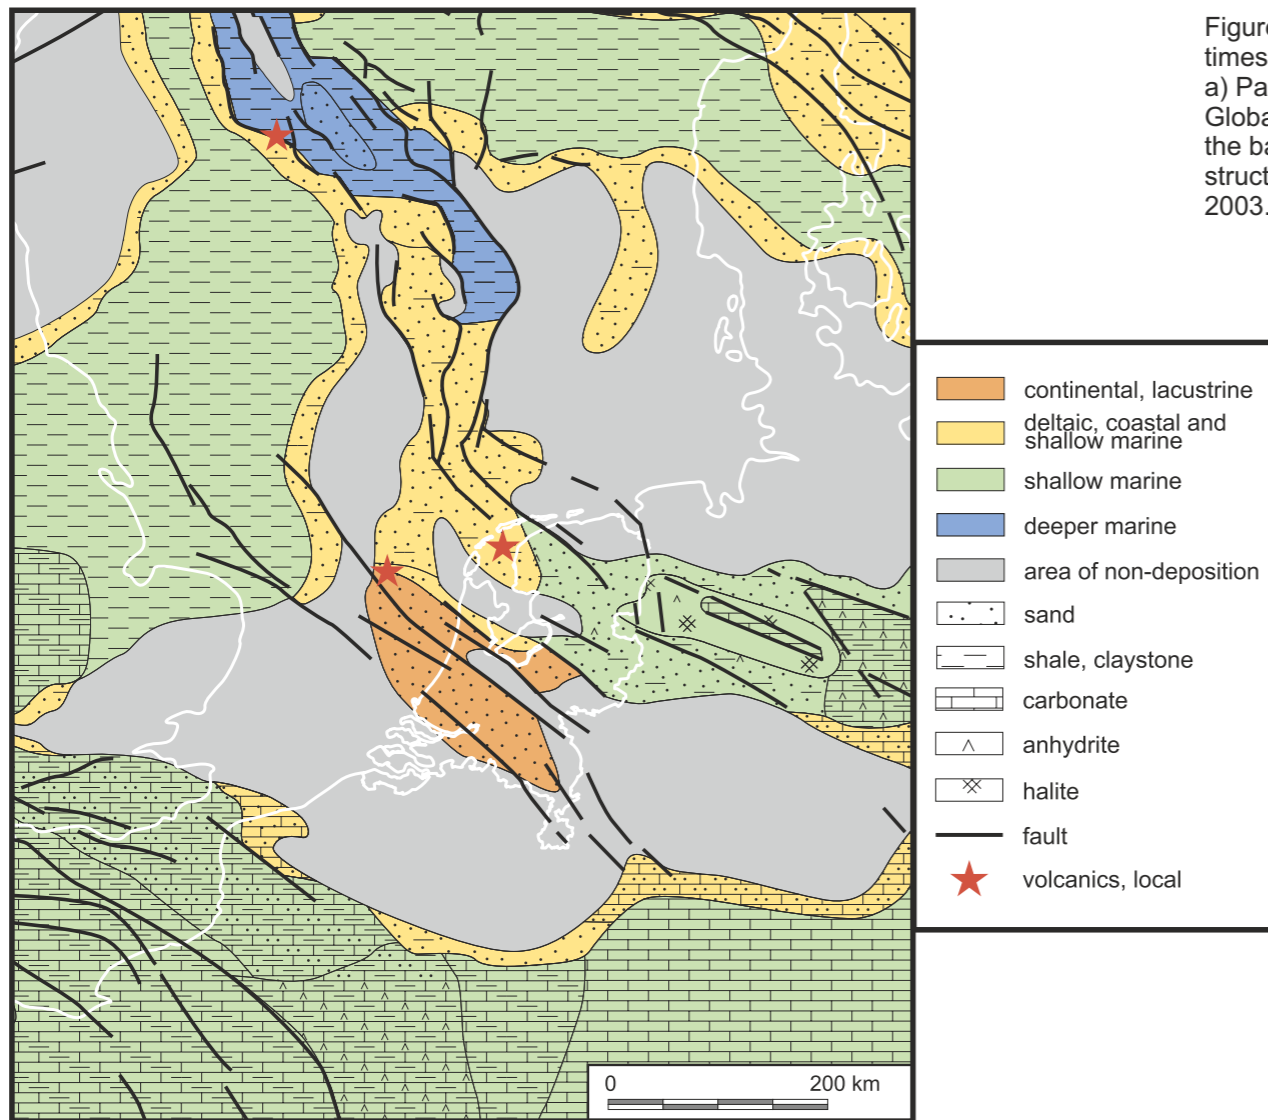 Figure
times
a) Pa
Globa
the ba
struct
2003.
continental, lacustrine
deltaic, coastal and
shallow marine
shallow marine
deeper marine
area of non-deposition
sand
shale, claystone
carbonate
anhydrite
halite
fault
volcanics, local
0 200 km